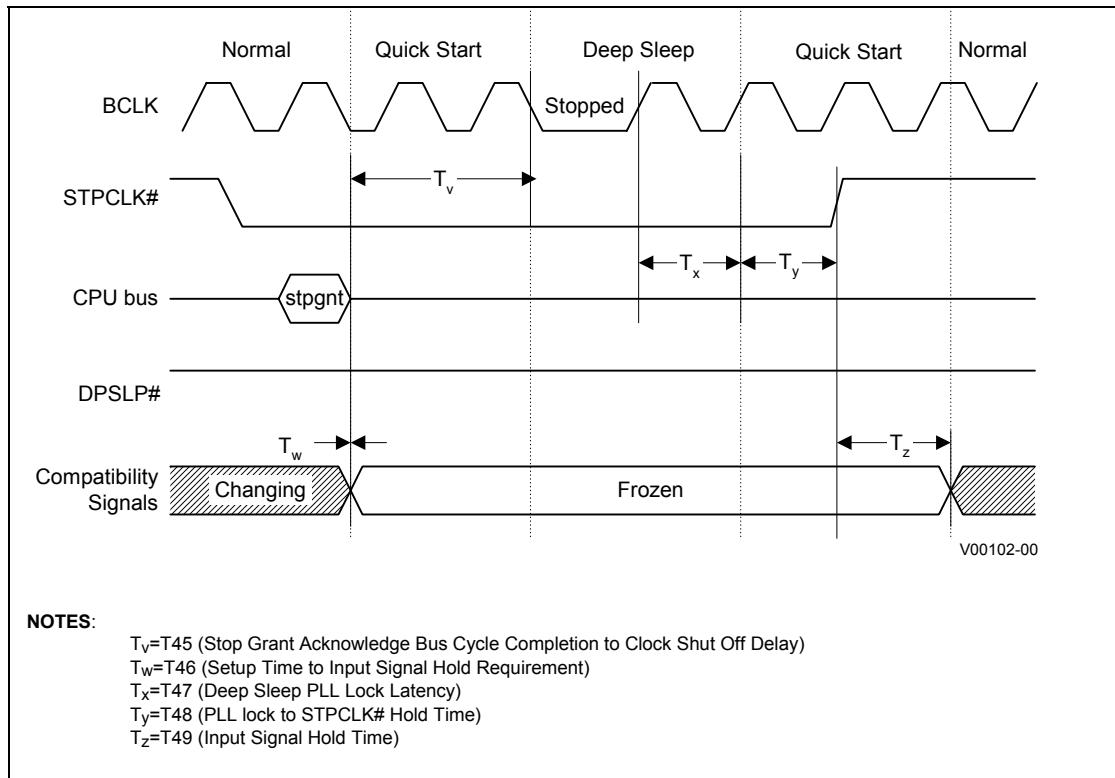 Normal Quick Start Deep Sleep Quick Start Normal
BCLK Stopped
Tv
STPCLK#
Tx Ty
CPU bus stpgnt
DPSLP#
Tw Tz
Compatibility
Signals
Changing Frozen
V00102-00
NOTES:
Tv=T45 (Stop Grant Acknowledge Bus Cycle Completion to Clock Shut Off Delay)
Tw=T46 (Setup Time to Input Signal Hold Requirement)
Tx=T47 (Deep Sleep PLL Lock Latency)
Ty=T48 (PLL lock to STPCLK# Hold Time)
Tz=T49 (Input Signal Hold Time)